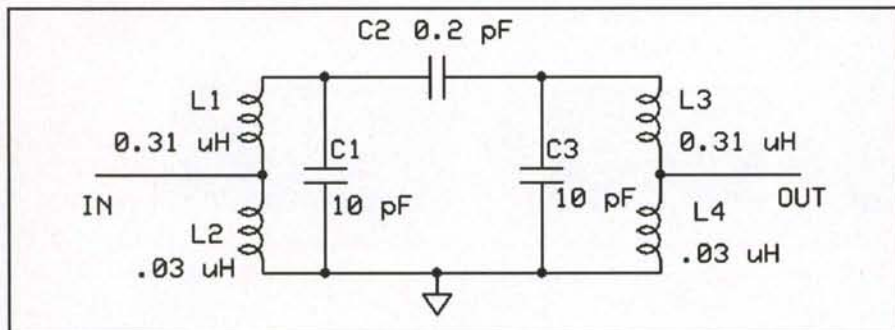 C2 0.2 pF
L1
0.31 uH
C1
10 pF
C3
10 pF
L3
0.31 uH
IN
OUT
L2
.03 uH
L4
.03 uH